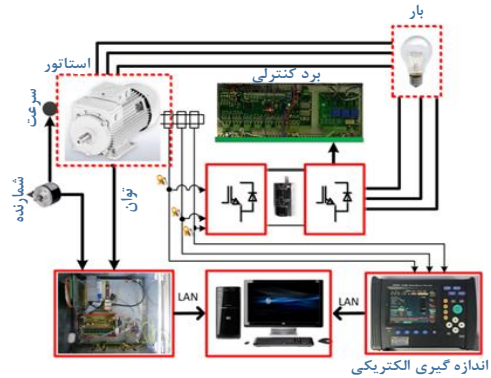 بار
استاتور
برد کنترلی
سرعت
شمارنده
توان
LAN
LAN
اندازه گیری الکتریکی